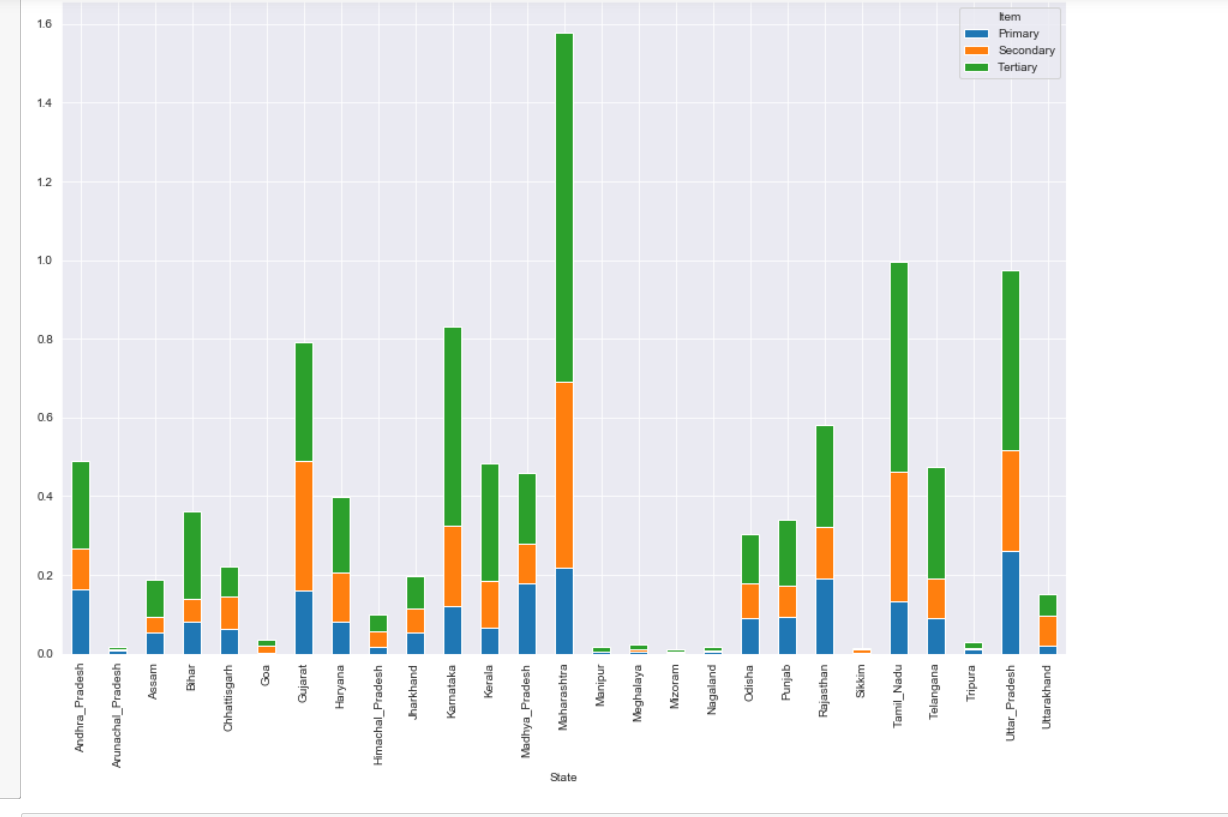 1.6
1.4
1.2
1.0
0.8
0.6
0.4
0.2
0.0
Item
Primary
Secondary
Tertiary
Andhra_Pradesh
Arunachal_Pradesh
Assam
Bihar
Chhattisgarh
Goa
Gujarat
Haryana
Himachal_Pradesh
Jharkhand
Karnataka
Kerala
Madhya_Pradesh
Maharashtra
Manipur
Meghalaya
Mizoram
Nagaland
Odisha
Punjab
Rajasthan
Sikkim
Tamil_Nadu
Telangana
Tripura
Uttar_Pradesh
Uttarakhand
State